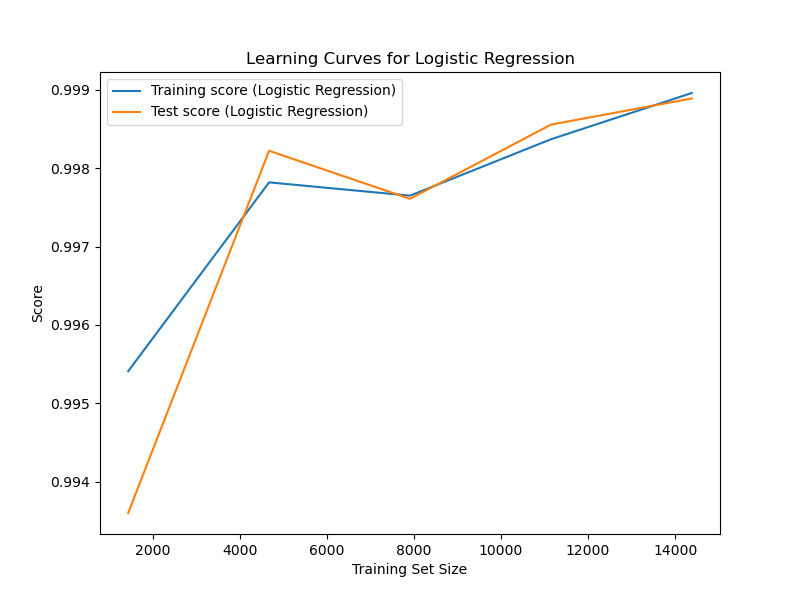 Learning Curves for Logistic Regression
Training score (Logistic Regression)
Test score (Logistic Regression)
Score
0.999
0.998
0.997
0.996
0.995
0.994
2000 4000 6000 8000 10000 12000 14000
Training Set Size